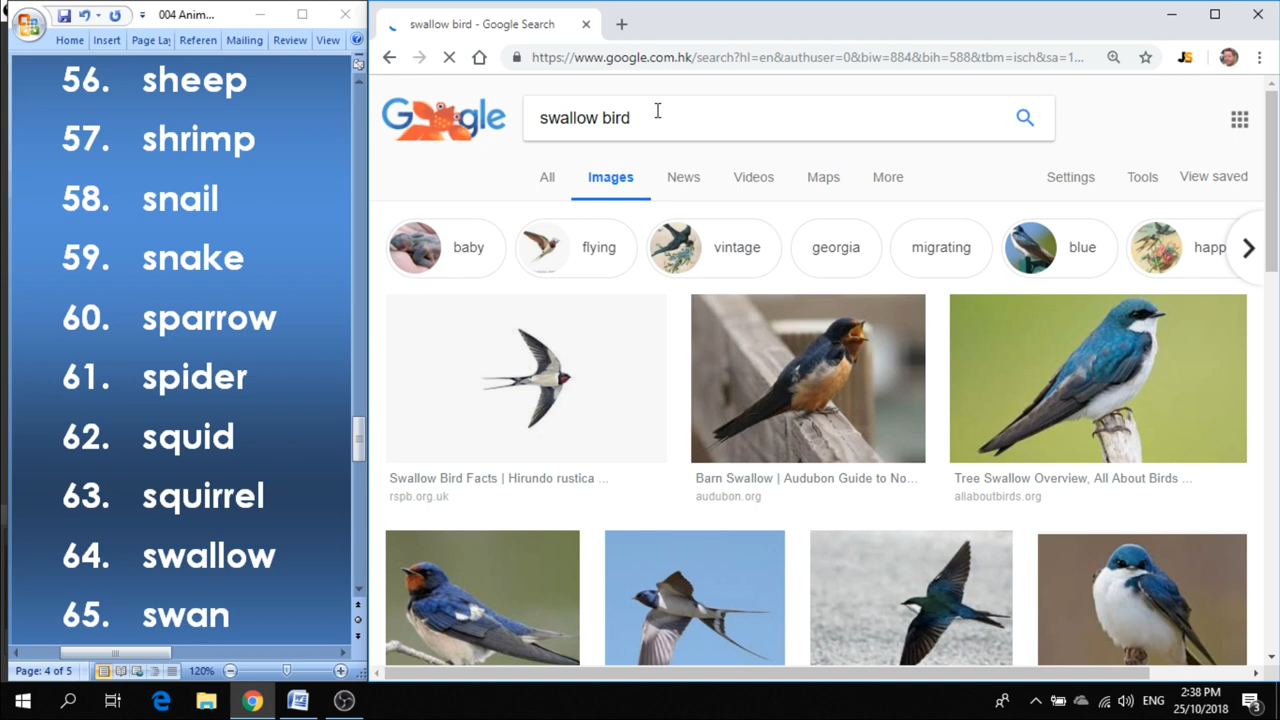 004 Anim...
Home Insert Page Lay Referen Mailing Review View
56. sheep
57. shrimp
58. snail
59. snake
60. sparrow
61. spider
62. squid
63. squirrel
64. swallow
65. swan
Page: 4 of 5 120%
swallow bird - Google Search
https://www.google.com.hk/search?hl=en&authuser=0&biw=884&bih=588&tbm=isch&sa=1...
JS
Google
swallow bird
All Images News Videos Maps More Settings Tools View saved
baby flying vintage georgia migrating blue happ
Swallow Bird Facts | Hirundo rustica ...
rspb.org.uk
Barn Swallow | Audubon Guide to No...
audubon.org
Tree Swallow Overview, All About Birds ...
allaboutbirds.org
ENG
2:38 PM
25/10/2018
3